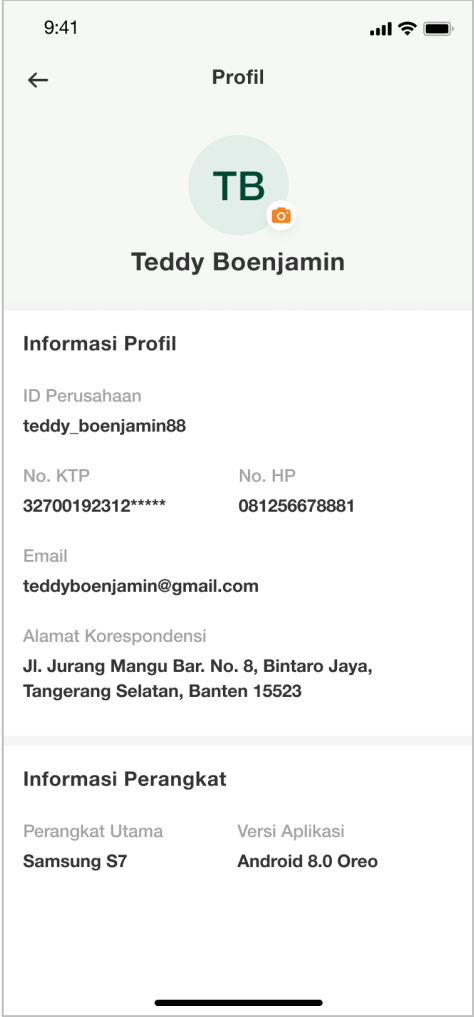 9:41
Profil
TB
Teddy Boenjamin
Informasi Profil
ID Perusahaan
teddy_boenjamin88
No. KTP No. HP
32700192312***** 081256678881
Email
teddyboenjamin@gmail.com
Alamat Korespondensi
Jl. Jurang Mangu Bar. No. 8, Bintaro Jaya,
Tangerang Selatan, Banten 15523
Informasi Perangkat
Perangkat Utama Versi Aplikasi
Samsung S7 Android 8.0 Oreo